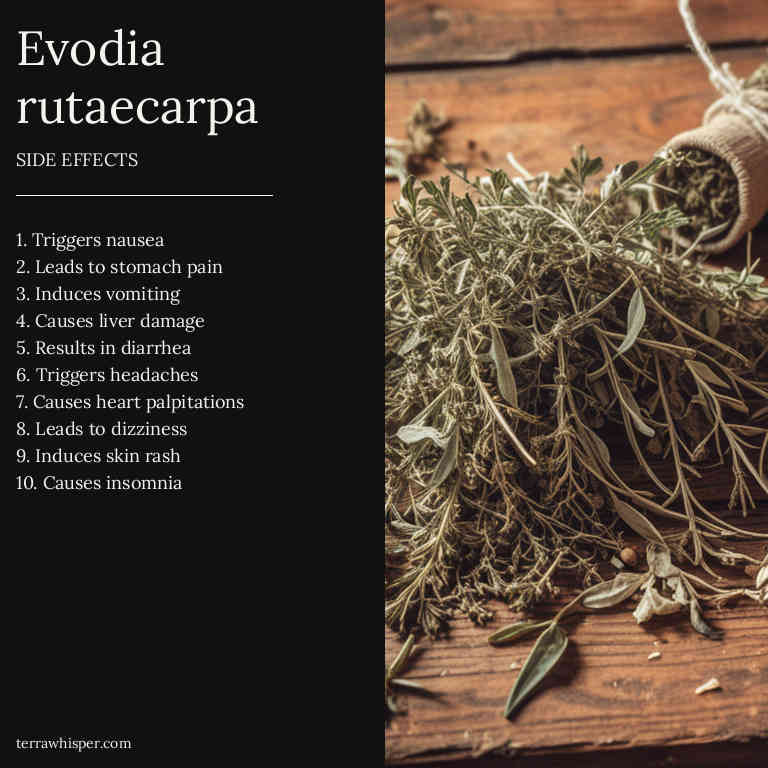 Evodia
rutaecarpa
SIDE EFFECTS
1. Triggers nausea
2. Leads to stomach pain
3. Induces vomiting
4. Causes liver damage
5. Results in diarrhea
6. Triggers headaches
7. Causes heart palpitations
8. Leads to dizziness
9. Induces skin rash
10. Causes insomnia
terrawhisper.com